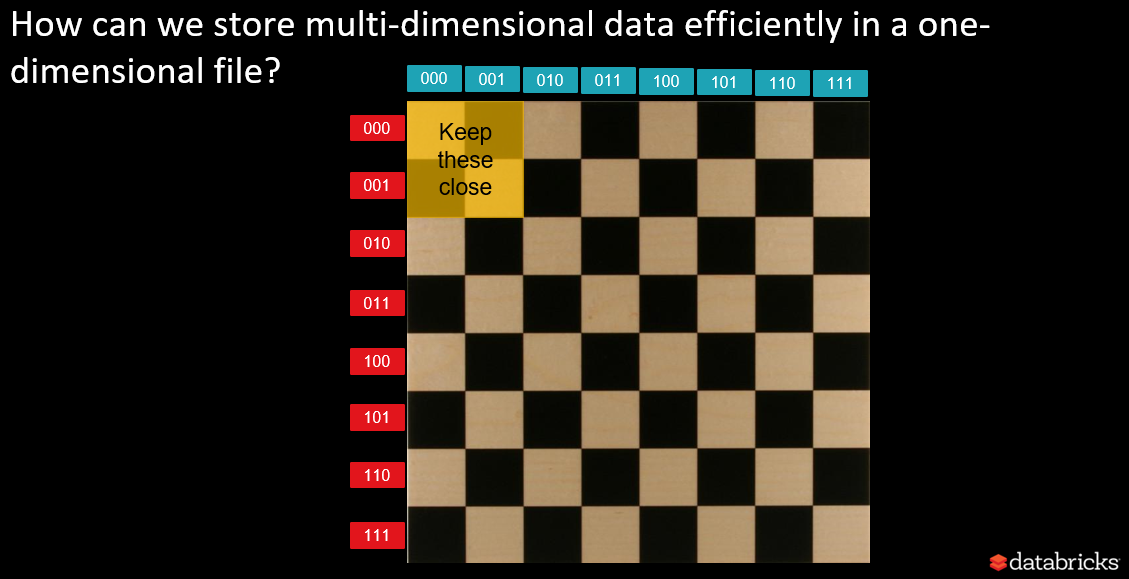 How can we store multi-dimensional data efficiently in a one-
dimensional file?
000 001 010 011 100 101 110 111
000
Keep
these
close
001
010
011
100
101
110
111
databricks